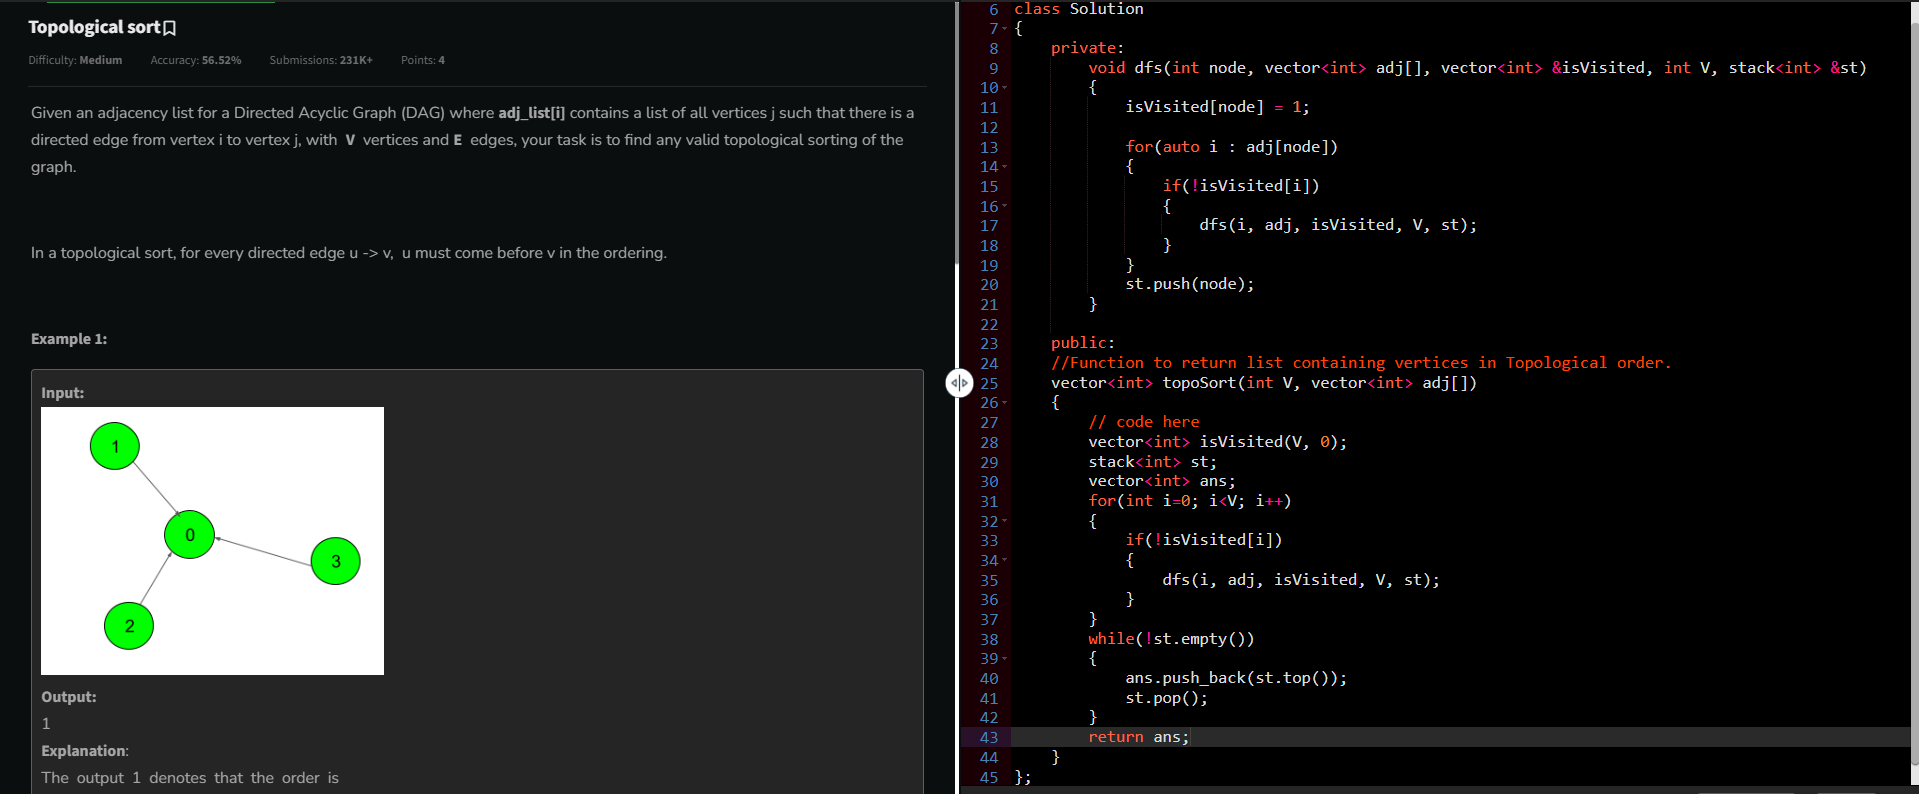 Topological sort
Difficulty: Medium Accuracy: 56.52% Submissions: 231K+ Points: 4
Given an adjacency list for a Directed Acyclic Graph (DAG) where adj_list[i] contains a list of all vertices j such that there is a
directed edge from vertex i to vertex j, with V vertices and E edges, your task is to find any valid topological sorting of the
graph.
In a topological sort, for every directed edge u -> v, u must come before v in the ordering.
Example 1:
Input:
1
0
3
2
Output:
1
Explanation:
The output 1 denotes that the order is
6 class Solution
7 {
8 private:
9 void dfs(int node, vector<int> adj[], vector<int> &isVisited, int V, stack<int> &st)
10 {
11 isVisited[node] = 1;
12
13 for(auto i : adj[node])
14 {
15 if(!isVisited[i])
16 {
17 dfs(i, adj, isVisited, V, st);
18 }
19 }
20 st.push(node);
21 }
22
23 public:
24 //Function to return list containing vertices in Topological order.
25 vector<int> topoSort(int V, vector<int> adj[])
26 {
27 // code here
28 vector<int> isVisited(V, 0);
29 stack<int> st;
30 vector<int> ans;
31 for(int i=0; i<V; i++)
32 {
33 if(!isVisited[i])
34 {
35 dfs(i, adj, isVisited, V, st);
36 }
37 }
38 while(!st.empty())
39 {
40 ans.push_back(st.top());
41 st.pop();
42 }
43 return ans;
44 }
45 };